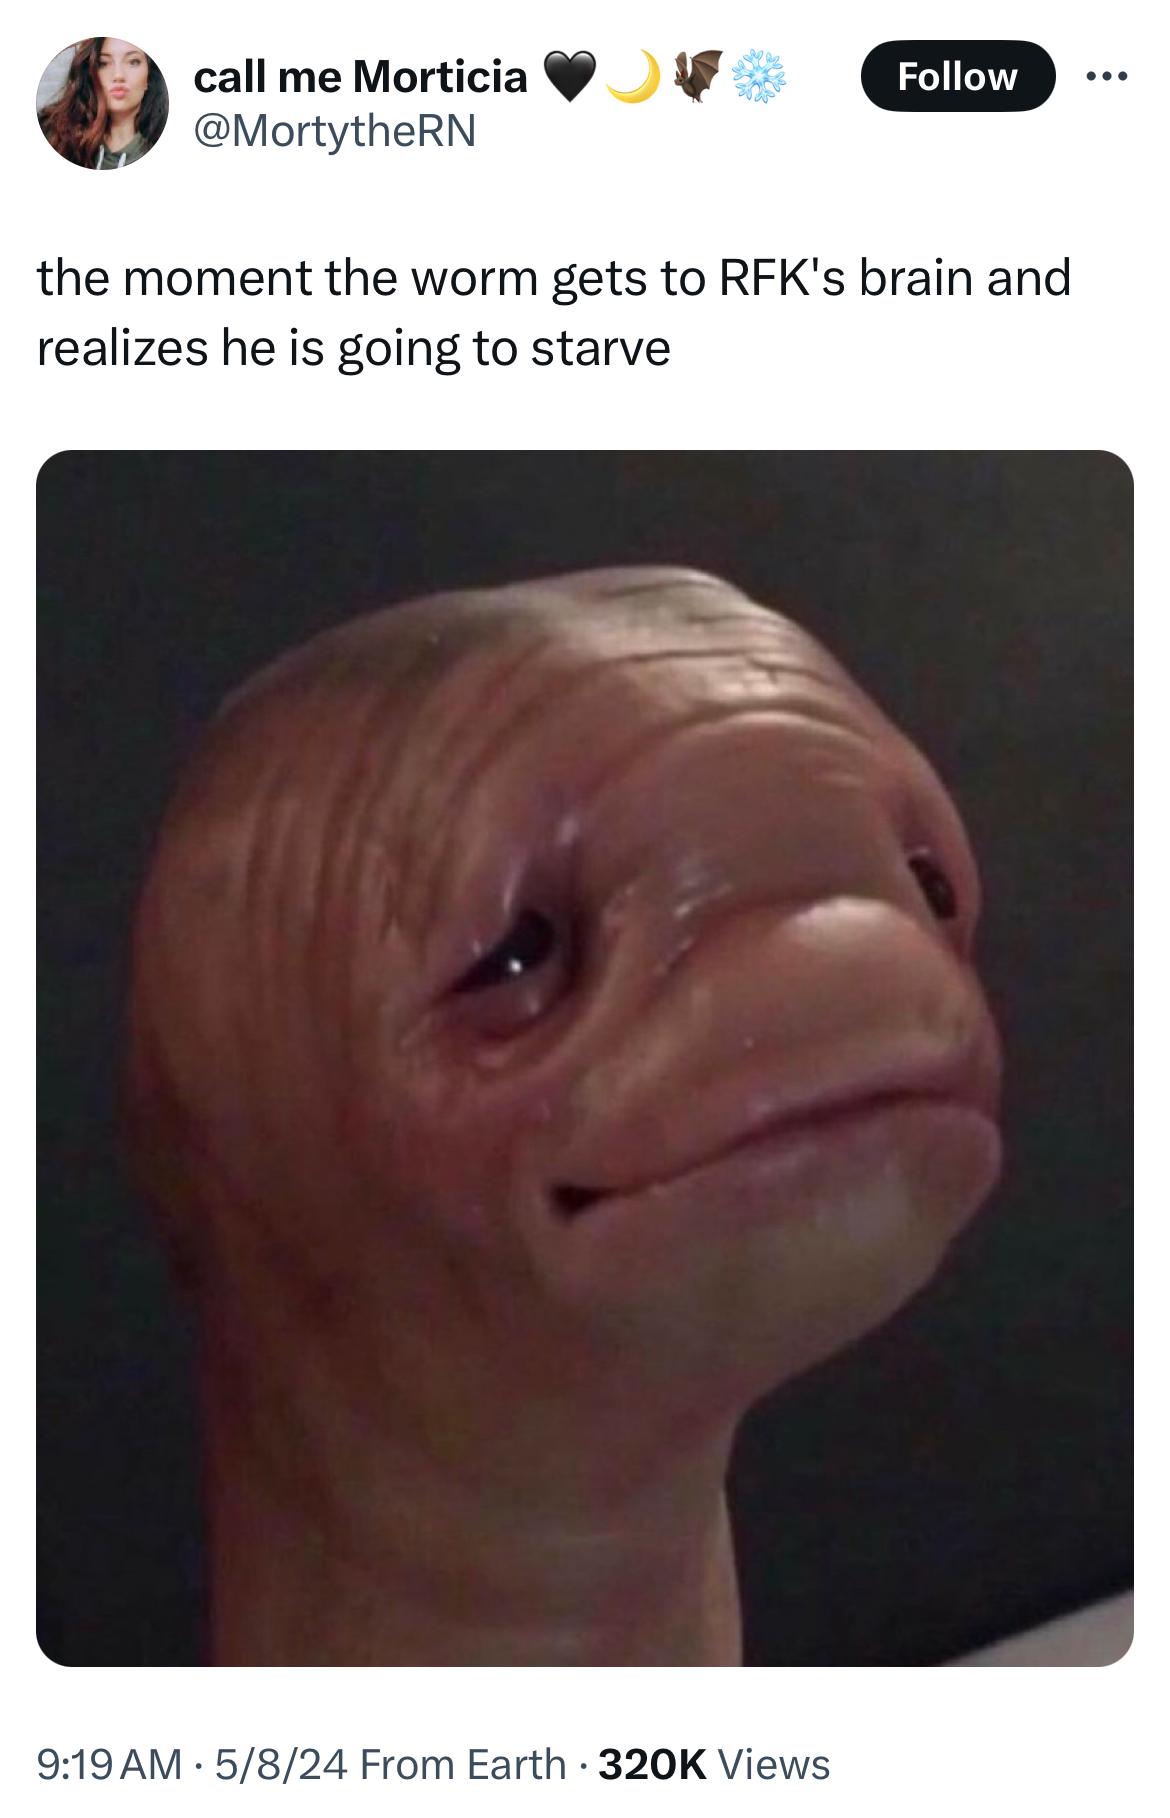 call me Morticia 🖤🌙🦇❄️
Follow
@MortytheRN
the moment the worm gets to RFK's brain and
realizes he is going to starve
9:19 AM · 5/8/24 From Earth · 320K Views